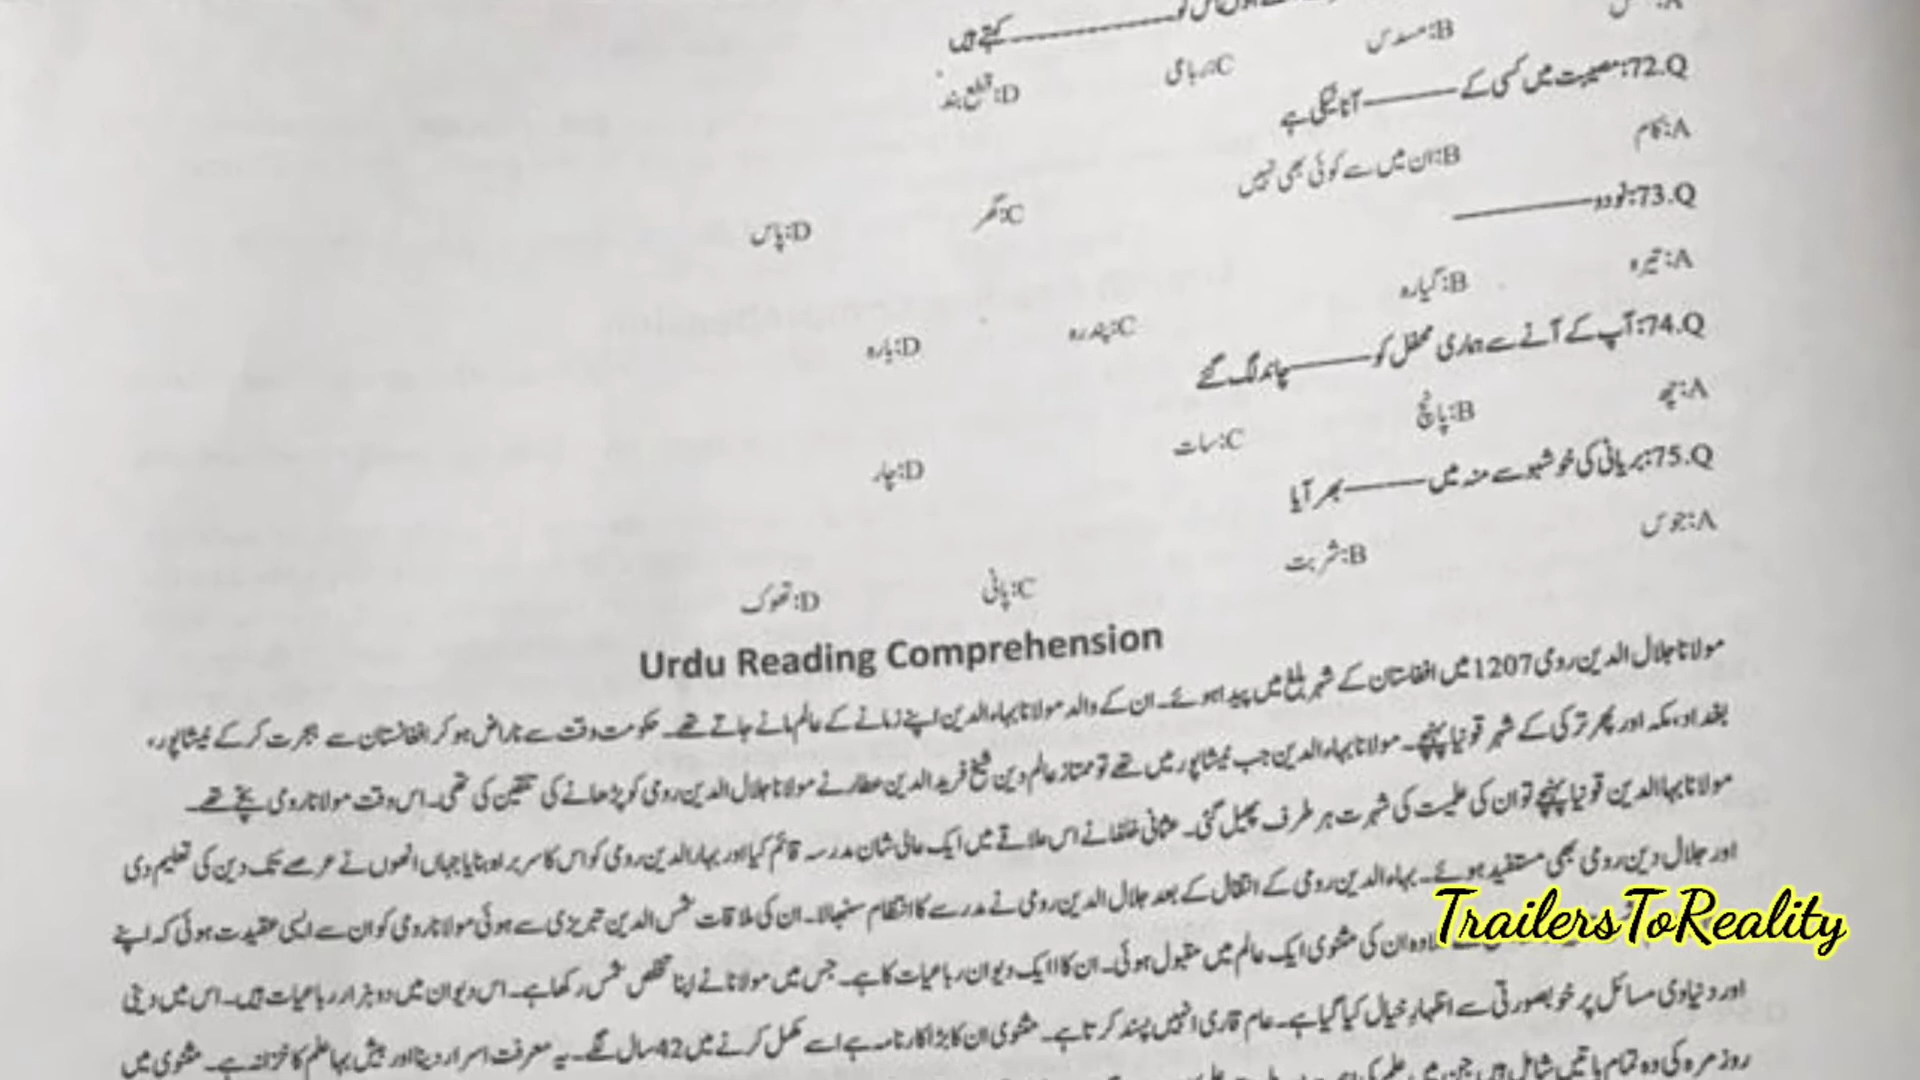 کہتے ہیں
B:مسدس
C:رباعی
D:قطع بند
Q.72:مصیبت میں کسی کے ———— آنا نیکی ہے
A:کام
B:ان میں سے کوئی بھی نہیں
C:گھر
D:پاس
Q.73:نو دو ————
A:تیرہ
B:گیارہ
C:پندرہ
D:بارہ
Q.74:آپ کے آنے سے ہماری محفل کو ———— چاند لگ گئے
A:چھ
B:پانچ
C:سات
D:چار
Q.75:بریانی کی خوشبو سے منہ میں ———— بھر آیا
A:جوس
B:شربت
C:پانی
D:تھوک
Urdu Reading Comprehension
مولانا جلال الدین رومی 1207 میں افغانستان کے شہر بلخ میں پیدا ہوئے۔ ان کے والد مولانا بہاء الدین اپنے زمانے کے عالم مانے جاتے تھے۔ حکومت وقت سے ناراض ہو کر افغانستان سے ہجرت کر کے نیشاپور،
بغداد، مکہ اور پھر ترکی کے شہر قونیا پہنچے۔ مولانا بہاء الدین جب نیشاپور میں تھے تو ممتاز عالم دین شیخ فرید الدین عطار نے مولانا جلال الدین رومی کو پڑھانے کی تلقین کی تھی۔ اس وقت مولانا رومی بچے تھے۔
مولانا بہا الدین قونیا پہنچے تو ان کی علمیت کی شہرت ہر طرف پھیل گئی۔ عثمانی خلفا نے اس علاقے میں ایک عالی شان مدرسہ قائم کیا اور بہار الدین رومی کو اس کا سربراہ بنایا جہاں انھوں نے عرصے تک دین کی تعلیم دی
اور جلال دین رومی بھی مستفید ہوئے۔ بہاء الدین رومی کے انتقال کے بعد جلال الدین رومی نے مدرسے کا انتظام سنبھالا۔ ان کی ملاقات شمس الدین تبریزی سے ہوئی مولانا رومی کو ان سے ایسی عقیدت ہوئی کہ اپنے
ان کی مثنوی ایک عالم میں مقبول ہوئی۔ ان کا ایک دیوان رباعیات کا ہے۔ جس میں مولانا نے اپنا تخلص شمس رکھا ہے۔ اس دیوان میں دو ہزار رباعیات ہیں۔ اس میں دینی
اور دنیاوی مسائل پر خوبصورتی سے اظہار خیال کیا گیا ہے۔ عام قاری انہیں پسند کرتا ہے۔ مثنوی ان کا بڑا کارنامہ ہے اسے مکمل کرنے میں 42 سال لگے۔ یہ معرفت اسرار دینا اور بیش بہا علم کا خزانہ ہے۔ مثنوی میں
روزمرہ کی وہ تمام باتیں شامل ہیں جن میں علم کی
TrailersToReality